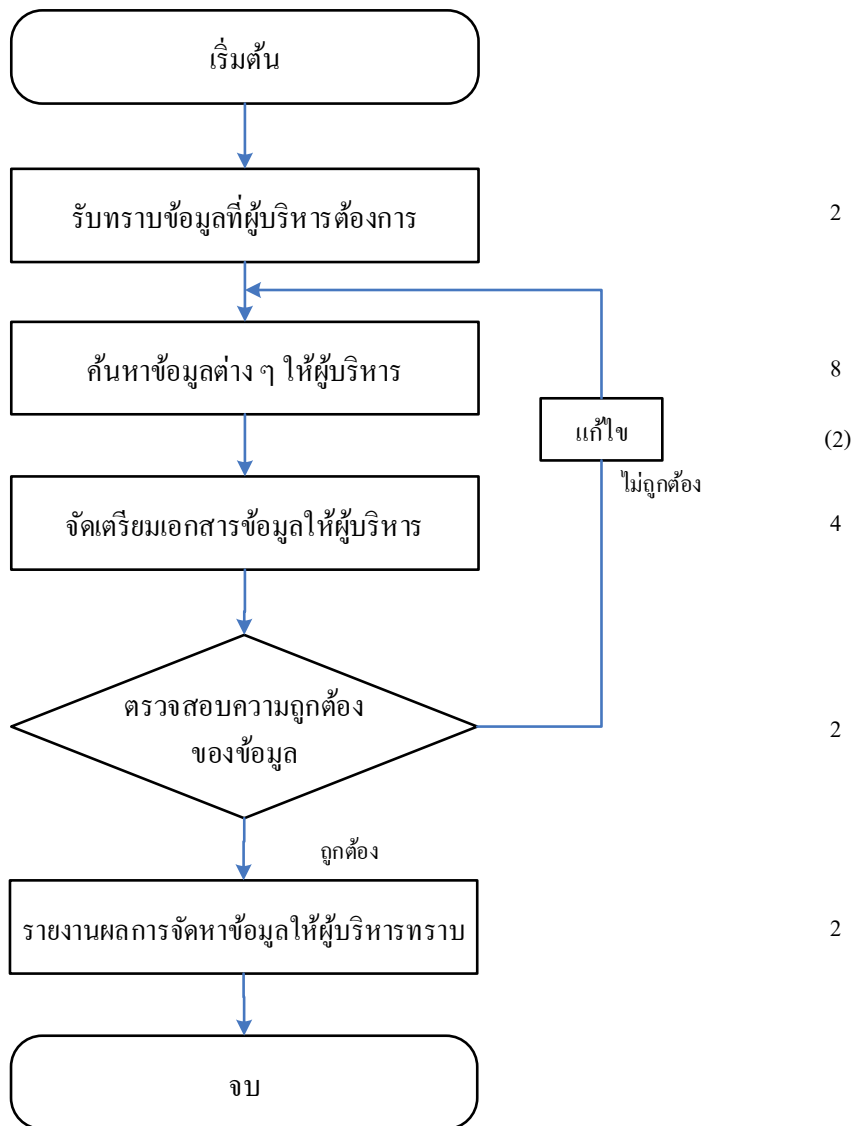 เริ่มต้น
รับทราบข้อมูลที่ผู้บริหารต้องการ
2
ค้นหาข้อมูลต่าง ๆ ให้ผู้บริหาร
8
แก้ไข
(2)
ไม่ถูกต้อง
จัดเตรียมเอกสารข้อมูลให้ผู้บริหาร
4
ตรวจสอบความถูกต้อง
ของข้อมูล
2
ถูกต้อง
รายงานผลการจัดหาข้อมูลให้ผู้บริหารทราบ
2
จบ